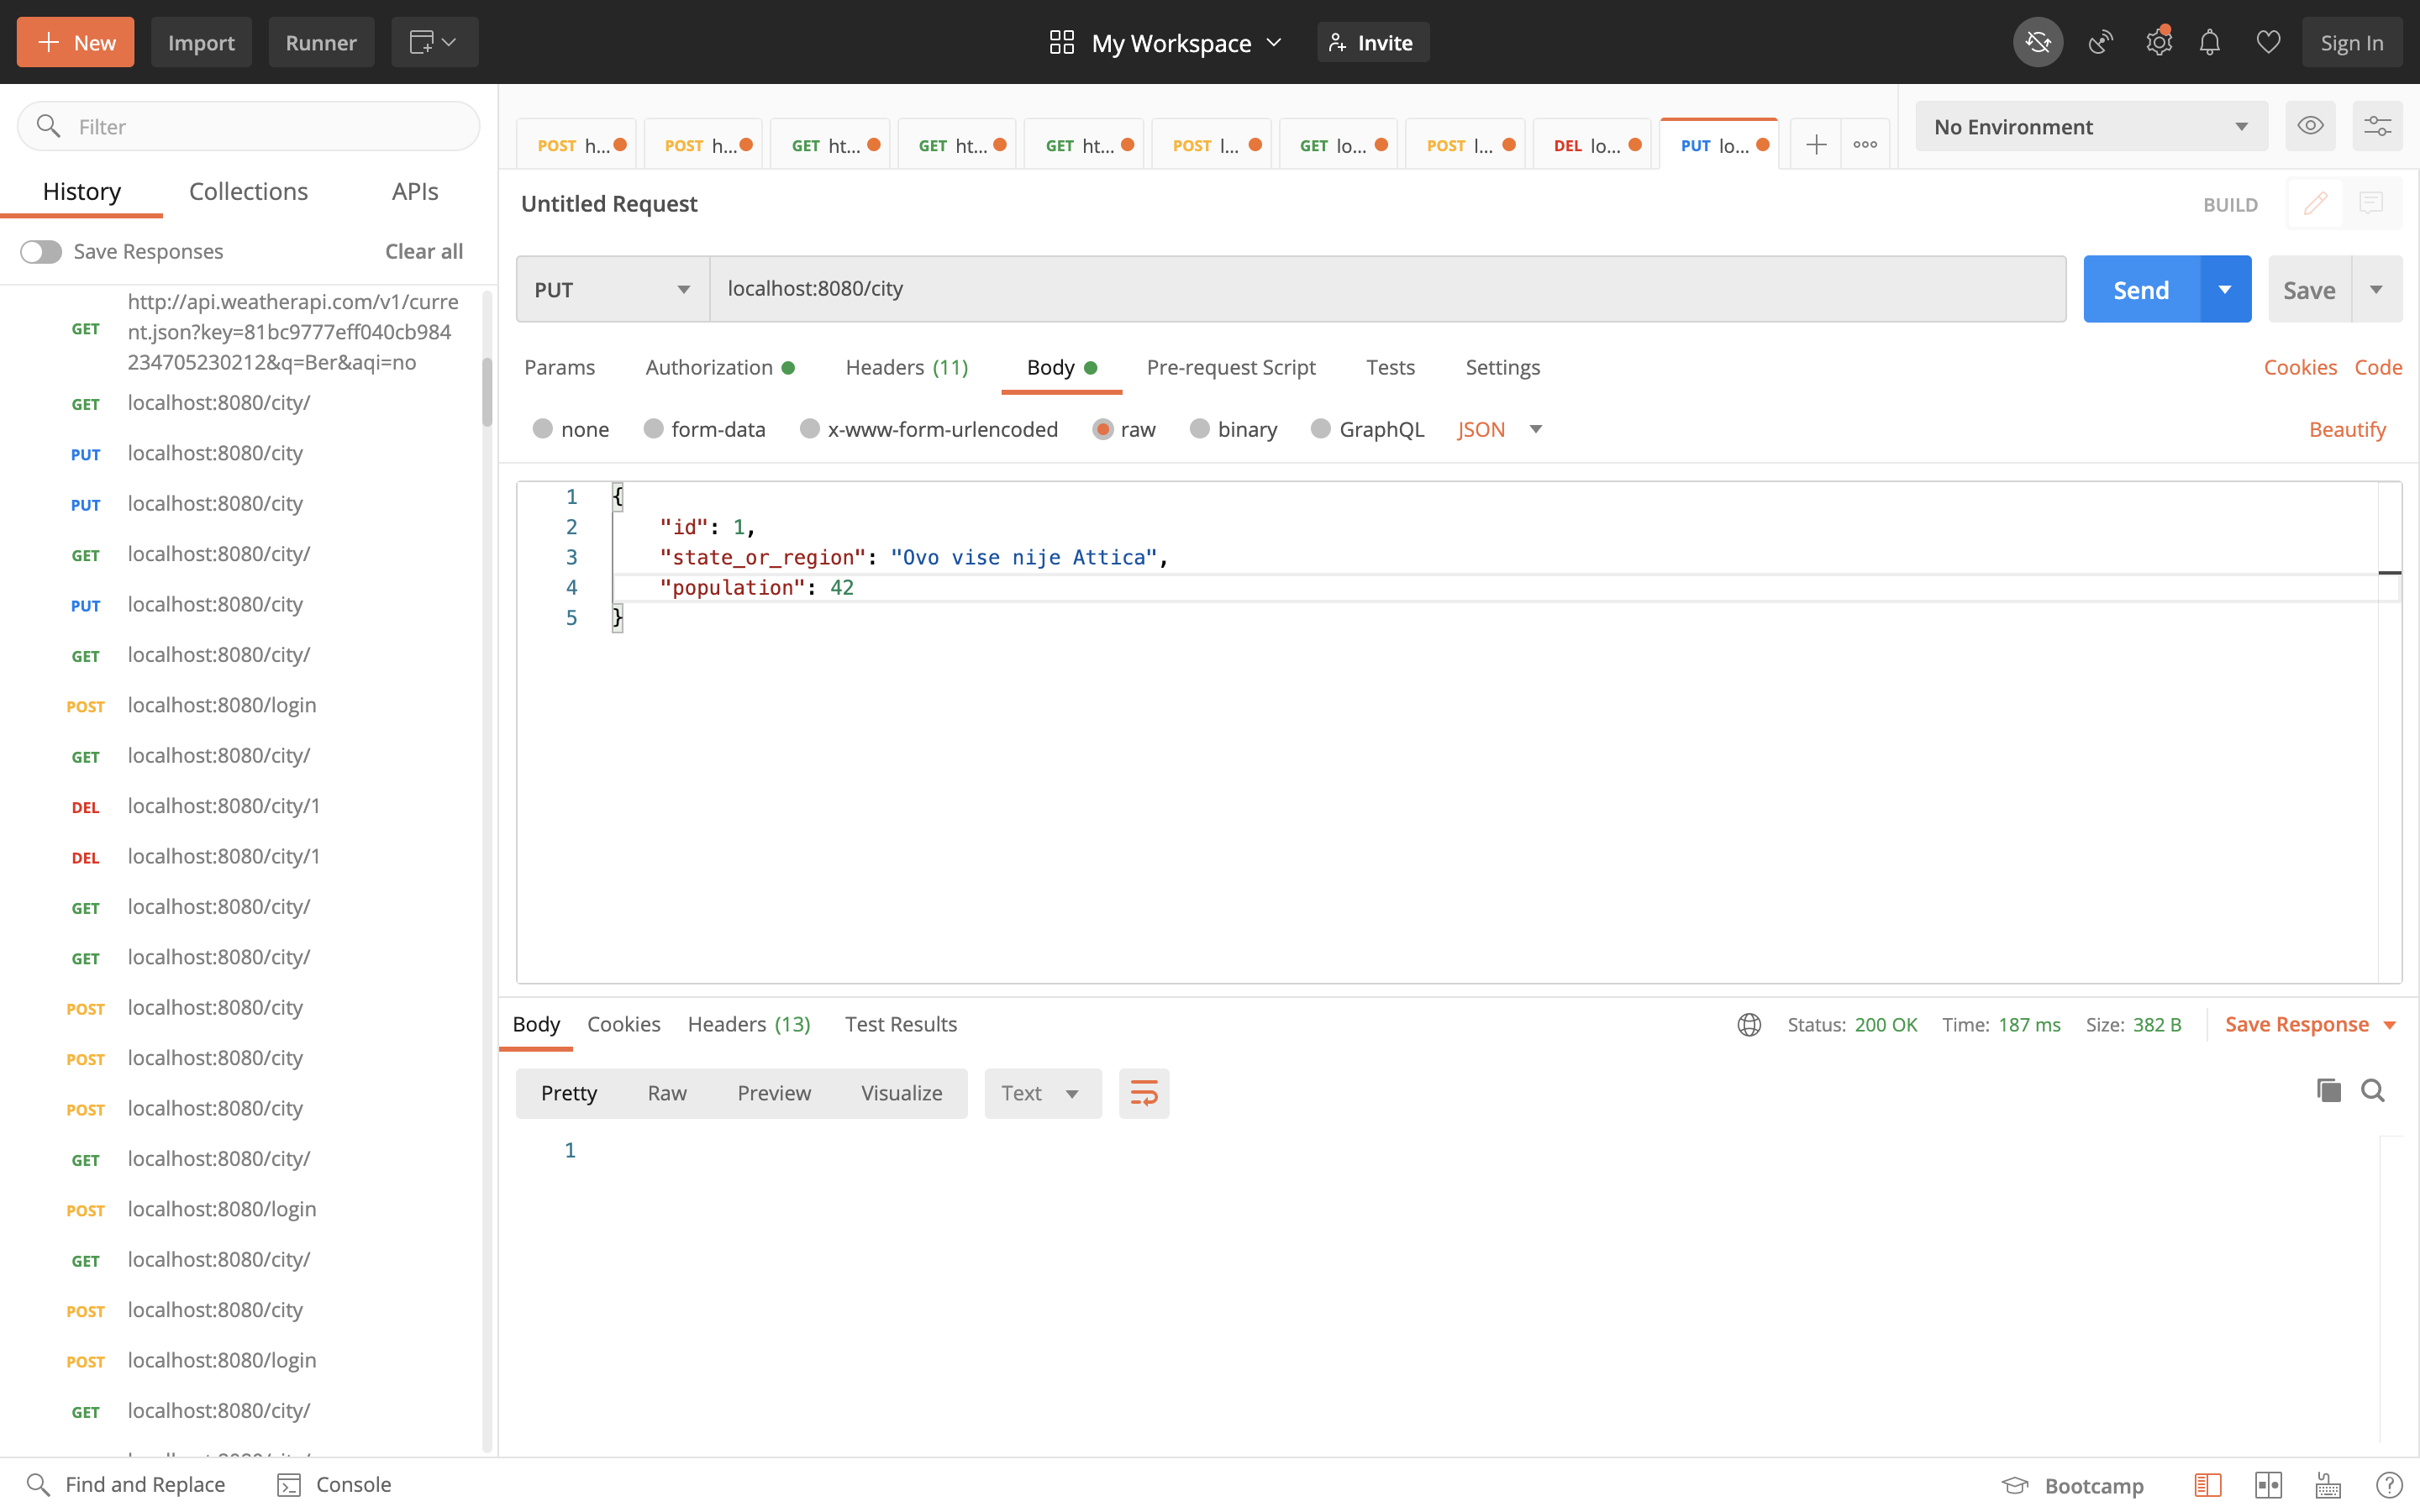 New
Import
Runner
My Workspace
Invite
Sign In
Filter
History
Collections
APIs
Save Responses
Clear all
GET http://api.weatherapi.com/v1/curre
nt.json?key=81bc9777eff040cb984
234705230212&q=Ber&aqi=no
GET localhost:8080/city/
PUT localhost:8080/city
PUT localhost:8080/city
GET localhost:8080/city/
PUT localhost:8080/city
GET localhost:8080/city/
POST localhost:8080/login
GET localhost:8080/city/
DEL localhost:8080/city/1
DEL localhost:8080/city/1
GET localhost:8080/city/
GET localhost:8080/city/
POST localhost:8080/city
POST localhost:8080/city
POST localhost:8080/city
GET localhost:8080/city/
POST localhost:8080/login
GET localhost:8080/city/
POST localhost:8080/city
POST localhost:8080/login
GET localhost:8080/city/
POST h...
POST h...
GET ht...
GET ht...
GET ht...
POST l...
GET lo...
POST l...
DEL lo...
PUT lo...
No Environment
Untitled Request
BUILD
PUT
localhost:8080/city
Send
Save
Params
Authorization
Headers (11)
Body
Pre-request Script
Tests
Settings
Cookies
Code
none
form-data
x-www-form-urlencoded
raw
binary
GraphQL
JSON
Beautify
1 {
2 "id": 1,
3 "state_or_region": "Ovo vise nije Attica",
4 "population": 42
5 }
Body
Cookies
Headers (13)
Test Results
Status: 200 OK
Time: 187 ms
Size: 382 B
Save Response
Pretty
Raw
Preview
Visualize
Text
1
Find and Replace
Console
Bootcamp